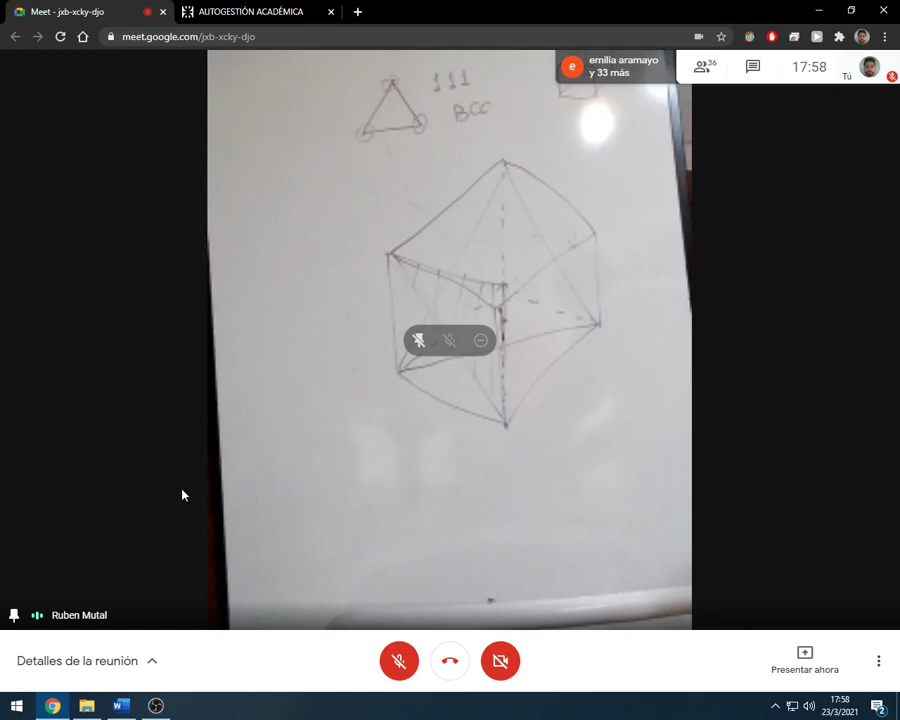 Meet - jxb-xcky-djo
AUTOGESTIÓN ACADÉMICA
meet.google.com/jxb-xcky-djo
e
emilia aramayo
y 33 más
36
17:58
Tú
111
BCC
Ruben Mutal
Detalles de la reunión
Presentar ahora
17:58
23/3/2021
2